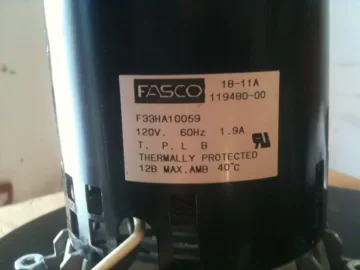 FASCO 18-11A
119480-00
F33HA10059
120V. 60Hz 1.9A
T. P. L B
THERMALLY PROTECTED
12B MAX.AMB 40°C